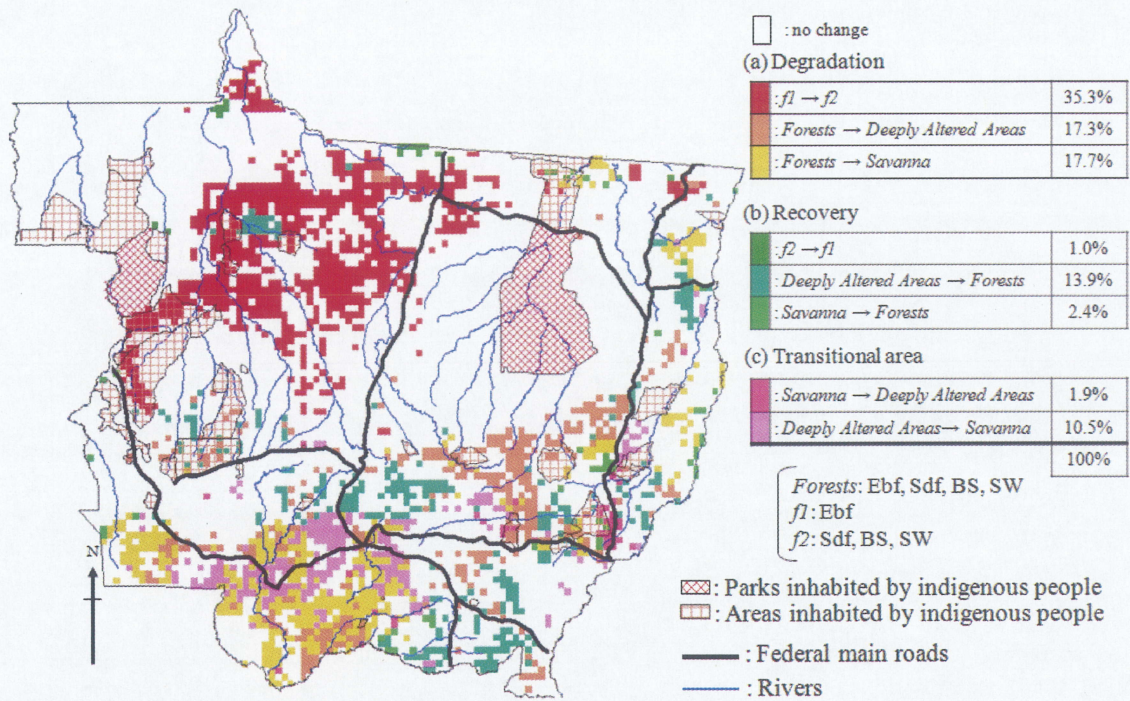 : no change
(a) Degradation
: f1 → f2 35.3%
: Forests → Deeply Altered Areas 17.3%
: Forests → Savanna 17.7%
(b) Recovery
: f2 → f1 1.0%
: Deeply Altered Areas → Forests 13.9%
: Savanna → Forests 2.4%
(c) Transitional area
: Savanna → Deeply Altered Areas 1.9%
: Deeply Altered Areas → Savanna 10.5%
100%
Forests: Ebf, Sdf, BS, SW
f1: Ebf
f2: Sdf, BS, SW
N
: Parks inhabited by indigenous people
: Areas inhabited by indigenous people
: Federal main roads
: Rivers